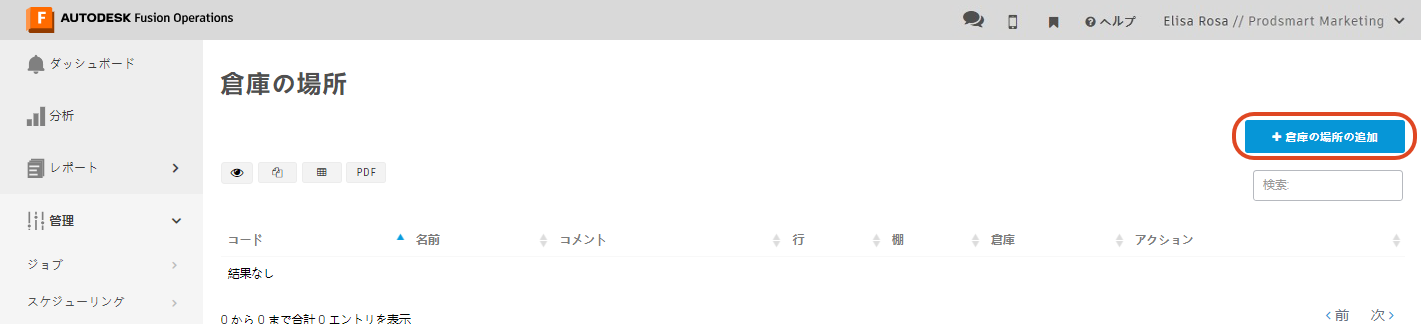 F AUTODESK Fusion Operations
ヘルプ
Elisa Rosa // Prodsmart Marketing
ダッシュボード
分析
レポート
管理
ジョブ
スケジューリング
倉庫の場所
+ 倉庫の場所の追加
PDF
検索:
コード 名前 コメント 行 棚 倉庫 アクション
結果なし
0 から 0 まで合計 0 エントリを表示
前 次